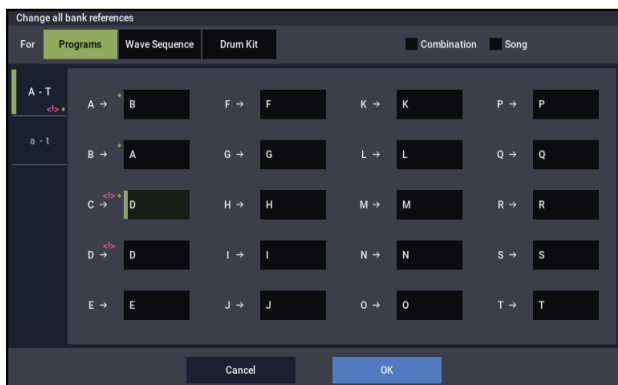 Change all bank references
For Programs Wave Sequence Drum Kit Combination Song
A - T
<!> *
a - t
A → * B F → F K → K P → P
B → * A G → G L → L Q → Q
C → <!> * D H → H M → M R → R
D → <!> D I → I N → N S → S
E → E J → J O → O T → T
Cancel OK